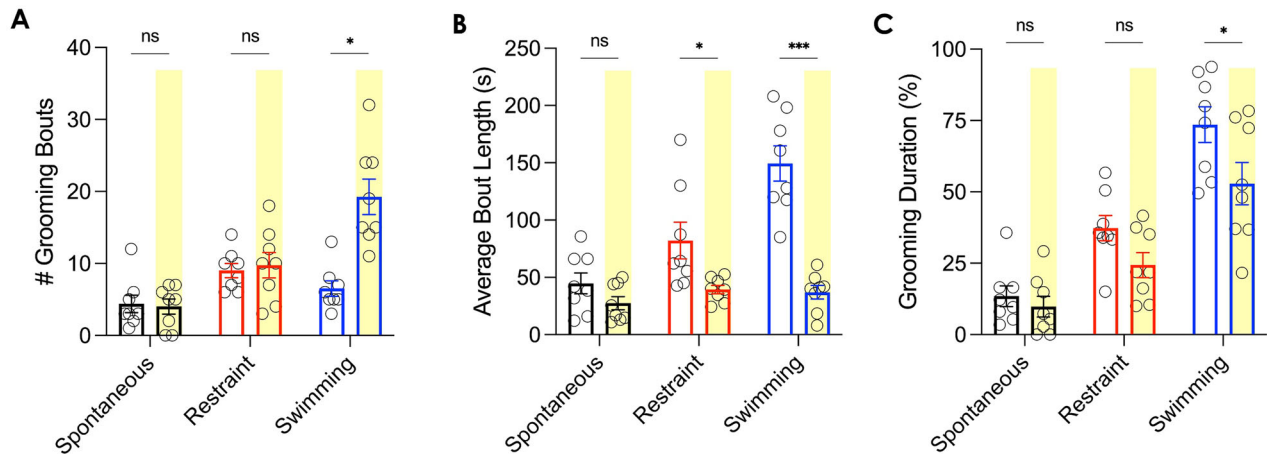 A
# Grooming Bouts
40
30
20
10
0
ns
ns
*
Spontaneous
Restraint
Swimming
B
Average Bout Length (s)
250
200
150
100
50
0
ns
*
***
Spontaneous
Restraint
Swimming
C
Grooming Duration (%)
100
75
50
25
0
ns
ns
*
Spontaneous
Restraint
Swimming